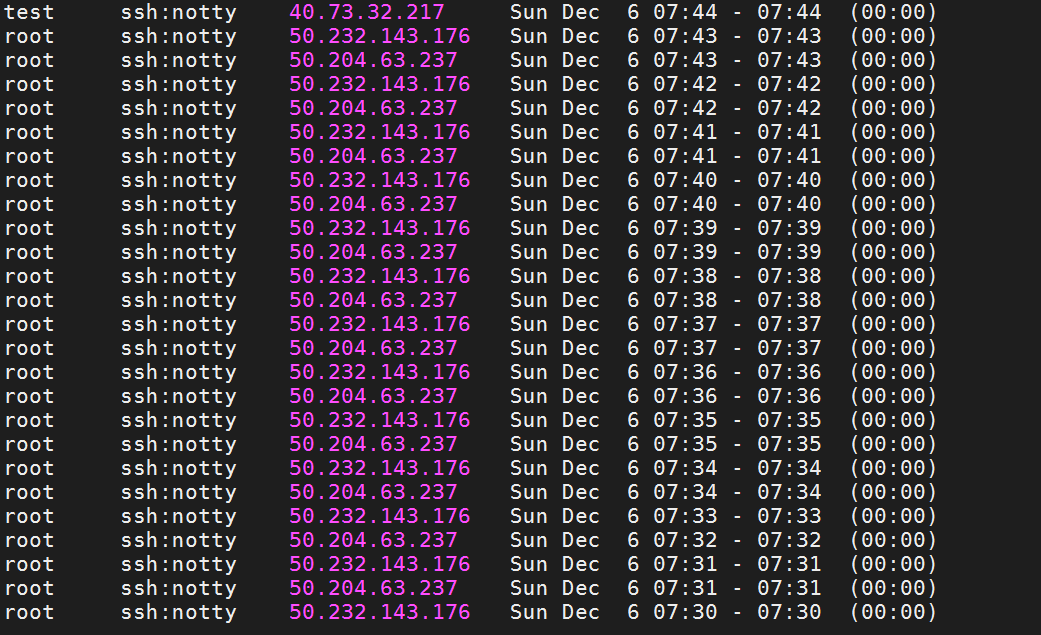 test     ssh:notty    40.73.32.217     Sun Dec  6 07:44 - 07:44  (00:00)
root     ssh:notty    50.232.143.176   Sun Dec  6 07:43 - 07:43  (00:00)
root     ssh:notty    50.204.63.237    Sun Dec  6 07:43 - 07:43  (00:00)
root     ssh:notty    50.232.143.176   Sun Dec  6 07:42 - 07:42  (00:00)
root     ssh:notty    50.204.63.237    Sun Dec  6 07:42 - 07:42  (00:00)
root     ssh:notty    50.232.143.176   Sun Dec  6 07:41 - 07:41  (00:00)
root     ssh:notty    50.204.63.237    Sun Dec  6 07:41 - 07:41  (00:00)
root     ssh:notty    50.232.143.176   Sun Dec  6 07:40 - 07:40  (00:00)
root     ssh:notty    50.204.63.237    Sun Dec  6 07:40 - 07:40  (00:00)
root     ssh:notty    50.232.143.176   Sun Dec  6 07:39 - 07:39  (00:00)
root     ssh:notty    50.204.63.237    Sun Dec  6 07:39 - 07:39  (00:00)
root     ssh:notty    50.232.143.176   Sun Dec  6 07:38 - 07:38  (00:00)
root     ssh:notty    50.204.63.237    Sun Dec  6 07:38 - 07:38  (00:00)
root     ssh:notty    50.232.143.176   Sun Dec  6 07:37 - 07:37  (00:00)
root     ssh:notty    50.204.63.237    Sun Dec  6 07:37 - 07:37  (00:00)
root     ssh:notty    50.232.143.176   Sun Dec  6 07:36 - 07:36  (00:00)
root     ssh:notty    50.204.63.237    Sun Dec  6 07:36 - 07:36  (00:00)
root     ssh:notty    50.232.143.176   Sun Dec  6 07:35 - 07:35  (00:00)
root     ssh:notty    50.204.63.237    Sun Dec  6 07:35 - 07:35  (00:00)
root     ssh:notty    50.232.143.176   Sun Dec  6 07:34 - 07:34  (00:00)
root     ssh:notty    50.204.63.237    Sun Dec  6 07:34 - 07:34  (00:00)
root     ssh:notty    50.232.143.176   Sun Dec  6 07:33 - 07:33  (00:00)
root     ssh:notty    50.204.63.237    Sun Dec  6 07:32 - 07:32  (00:00)
root     ssh:notty    50.232.143.176   Sun Dec  6 07:31 - 07:31  (00:00)
root     ssh:notty    50.204.63.237    Sun Dec  6 07:31 - 07:31  (00:00)
root     ssh:notty    50.232.143.176   Sun Dec  6 07:30 - 07:30  (00:00)